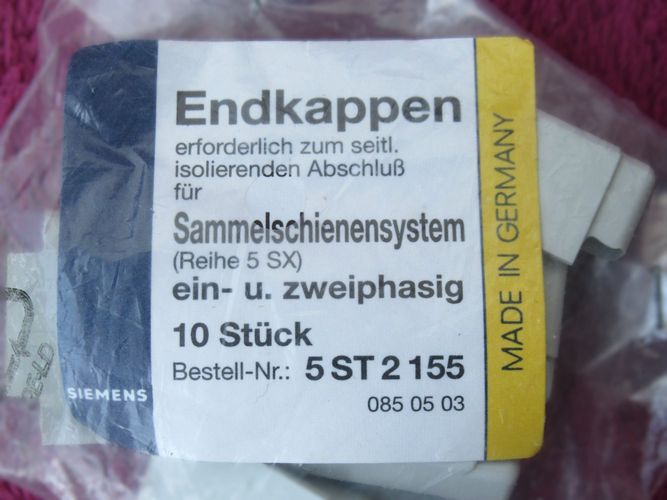 Endkappen
erforderlich zum seitl.
isolierenden Abschluß
für
Sammelschienensystem
(Reihe 5 SX)
ein- u. zweiphasig
10 Stück
Bestell-Nr.: 5 ST 2 155
085 05 03
SIEMENS
MADE IN GERMANY